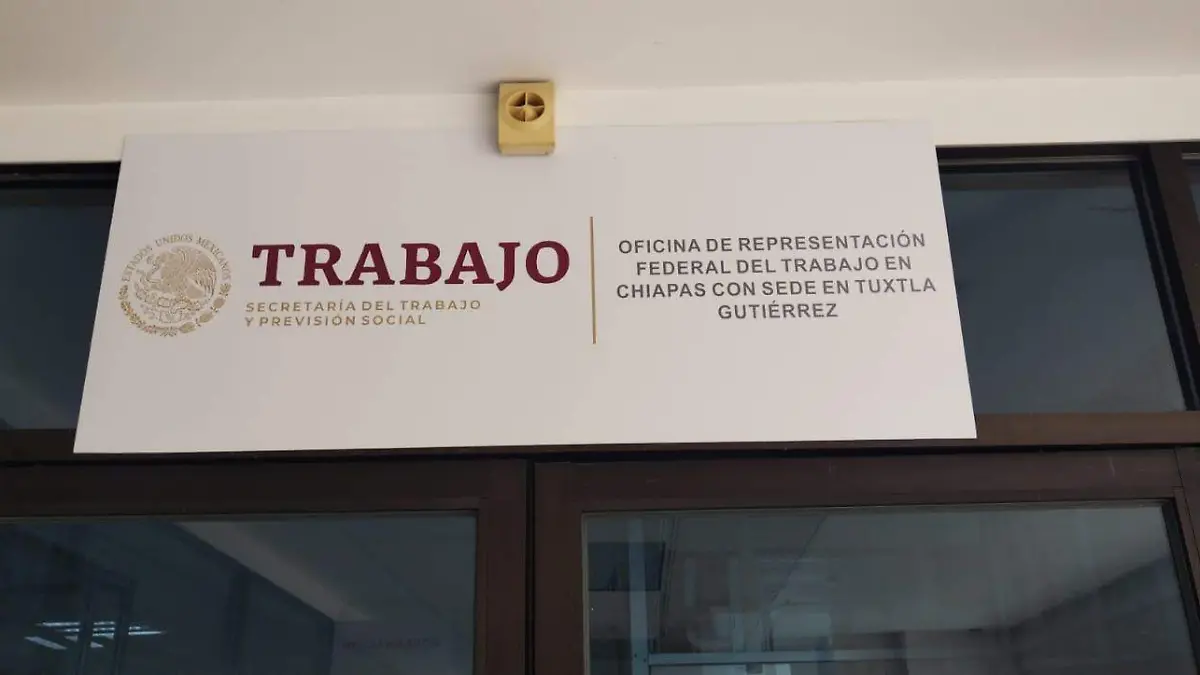 ESTADOS UNIDOS MEXICANOS
TRABAJO
SECRETARÍA DEL TRABAJO
Y PREVISIÓN SOCIAL
OFICINA DE REPRESENTACIÓN
FEDERAL DEL TRABAJO EN
CHIAPAS CON SEDE EN TUXTLA
GUTIÉRREZ